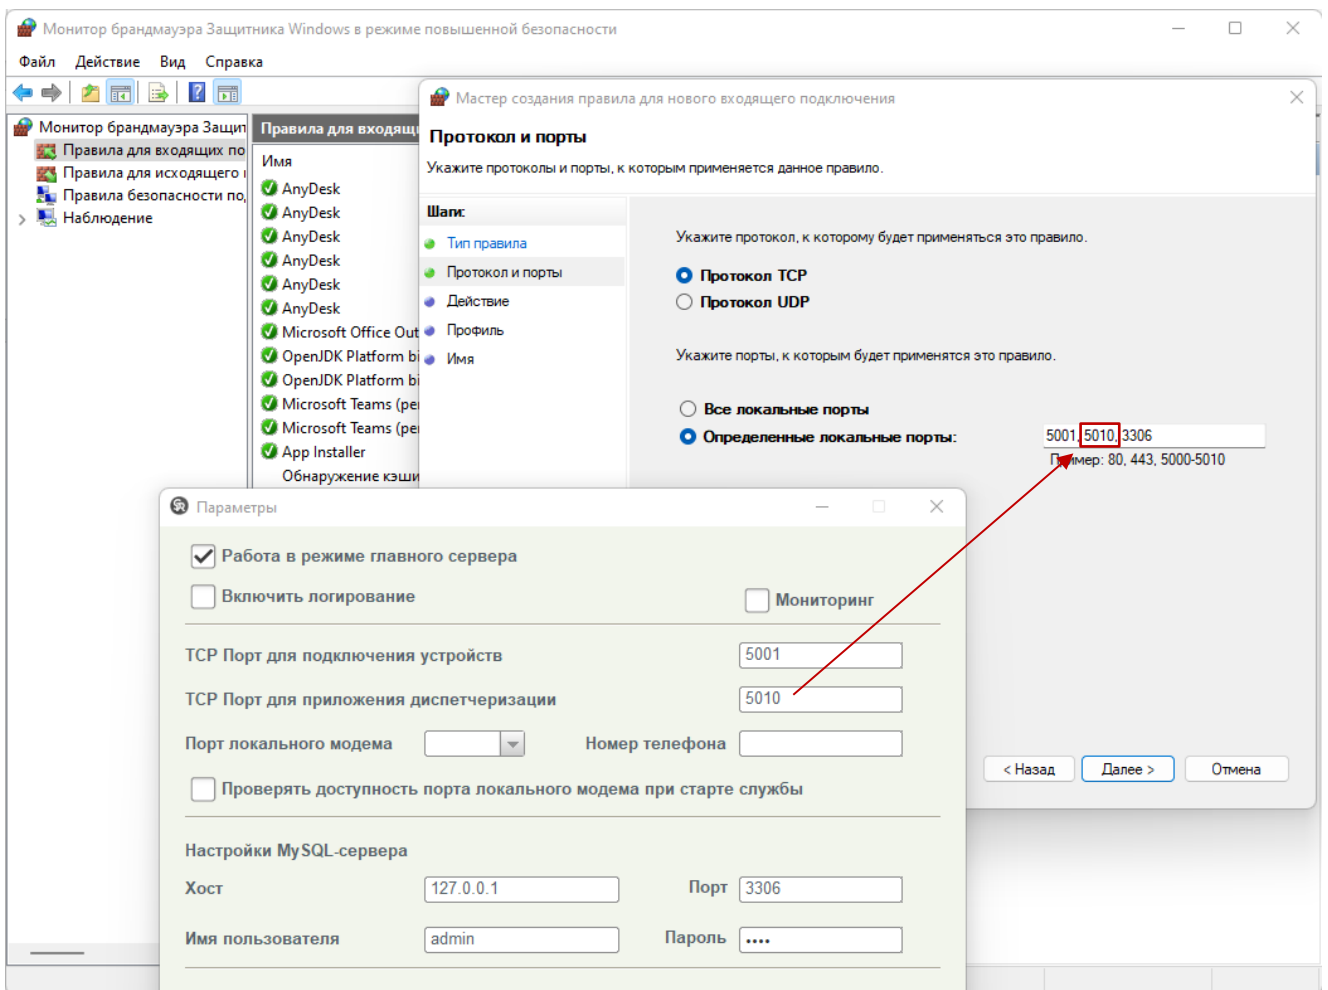 Монитор брандмауэра Защитника Windows в режиме повышенной безопасности
Файл Действие Вид Справка
Монитор брандмауэра Защит
Правила для входящих по
Правила для исходящего
Правила безопасности по
Наблюдение
Правила для входящ
Имя
AnyDesk
AnyDesk
AnyDesk
AnyDesk
AnyDesk
AnyDesk
Microsoft Office Out
OpenJDK Platform bi
OpenJDK Platform bi
Microsoft Teams (pe
Microsoft Teams (pe
App Installer
Обнаружение кэши
Мастер создания правила для нового входящего подключения
Протокол и порты
Укажите протоколы и порты, к которым применяется данное правило.
Шаги:
Тип правила
Протокол и порты
Действие
Профиль
Имя
Укажите протокол, к которому будет применяться это правило.
Протокол TCP
Протокол UDP
Укажите порты, к которым будет применятся это правило.
Все локальные порты
Определенные локальные порты:
5001, 5010, 3306
Пример: 80, 443, 5000-5010
< Назад Далее > Отмена
Параметры
Работа в режиме главного сервера
Включить логирование
Мониторинг
TCP Порт для подключения устройств 5001
TCP Порт для приложения диспетчеризации 5010
Порт локального модема Номер телефона
Проверять доступность порта локального модема при старте службы
Настройки MySQL-сервера
Хост 127.0.0.1 Порт 3306
Имя пользователя admin Пароль ••••